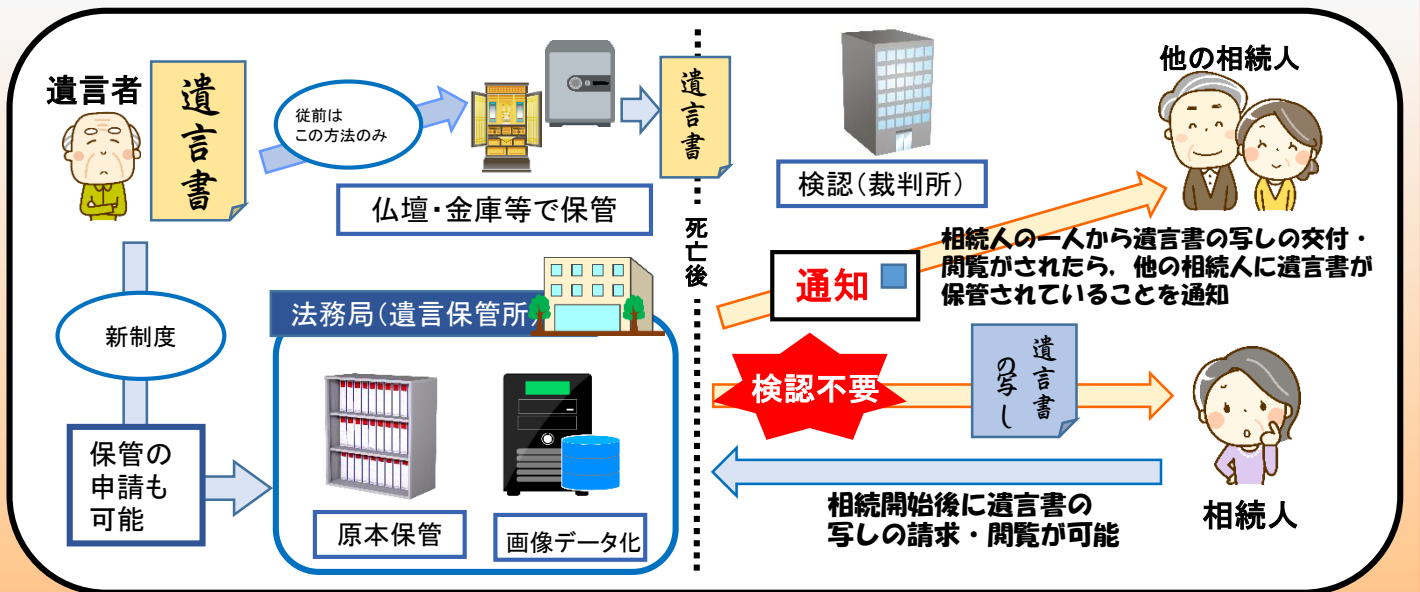 遺言者
遺言書
従前は
この方法のみ
仏壇・金庫等で保管
遺言書
検認（裁判所）
他の相続人
死亡後
通知
相続人の一人から遺言書の写しの交付・
閲覧がされたら，他の相続人に遺言書が
保管されていることを通知
新制度
保管の
申請も
可能
法務局（遺言保管所）
原本保管
画像データ化
検認不要
遺言書
の写し
相続開始後に遺言書の
写しの請求・閲覧が可能
相続人